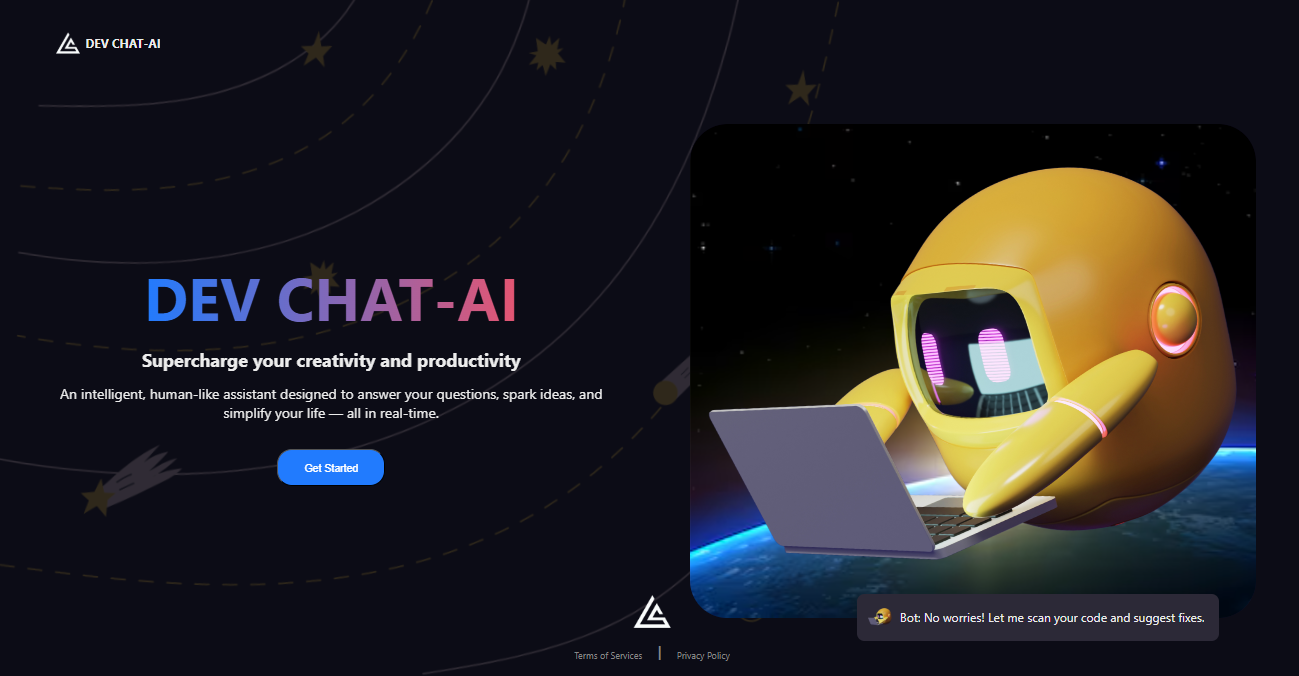 DEV CHAT-AI
DEV CHAT-AI
Supercharge your creativity and productivity
An intelligent, human-like assistant designed to answer your questions, spark ideas, and
simplify your life — all in real-time.
Get Started
Bot: No worries! Let me scan your code and suggest fixes.
Terms of Services | Privacy Policy